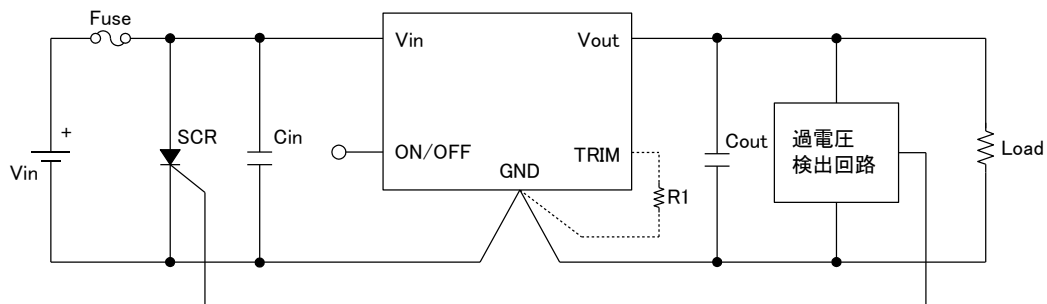 Fuse
Vin
Vout
+
SCR
Cin
Vin
ON/OFF
TRIM
GND
R1
Cout
過電圧
検出回路
Load